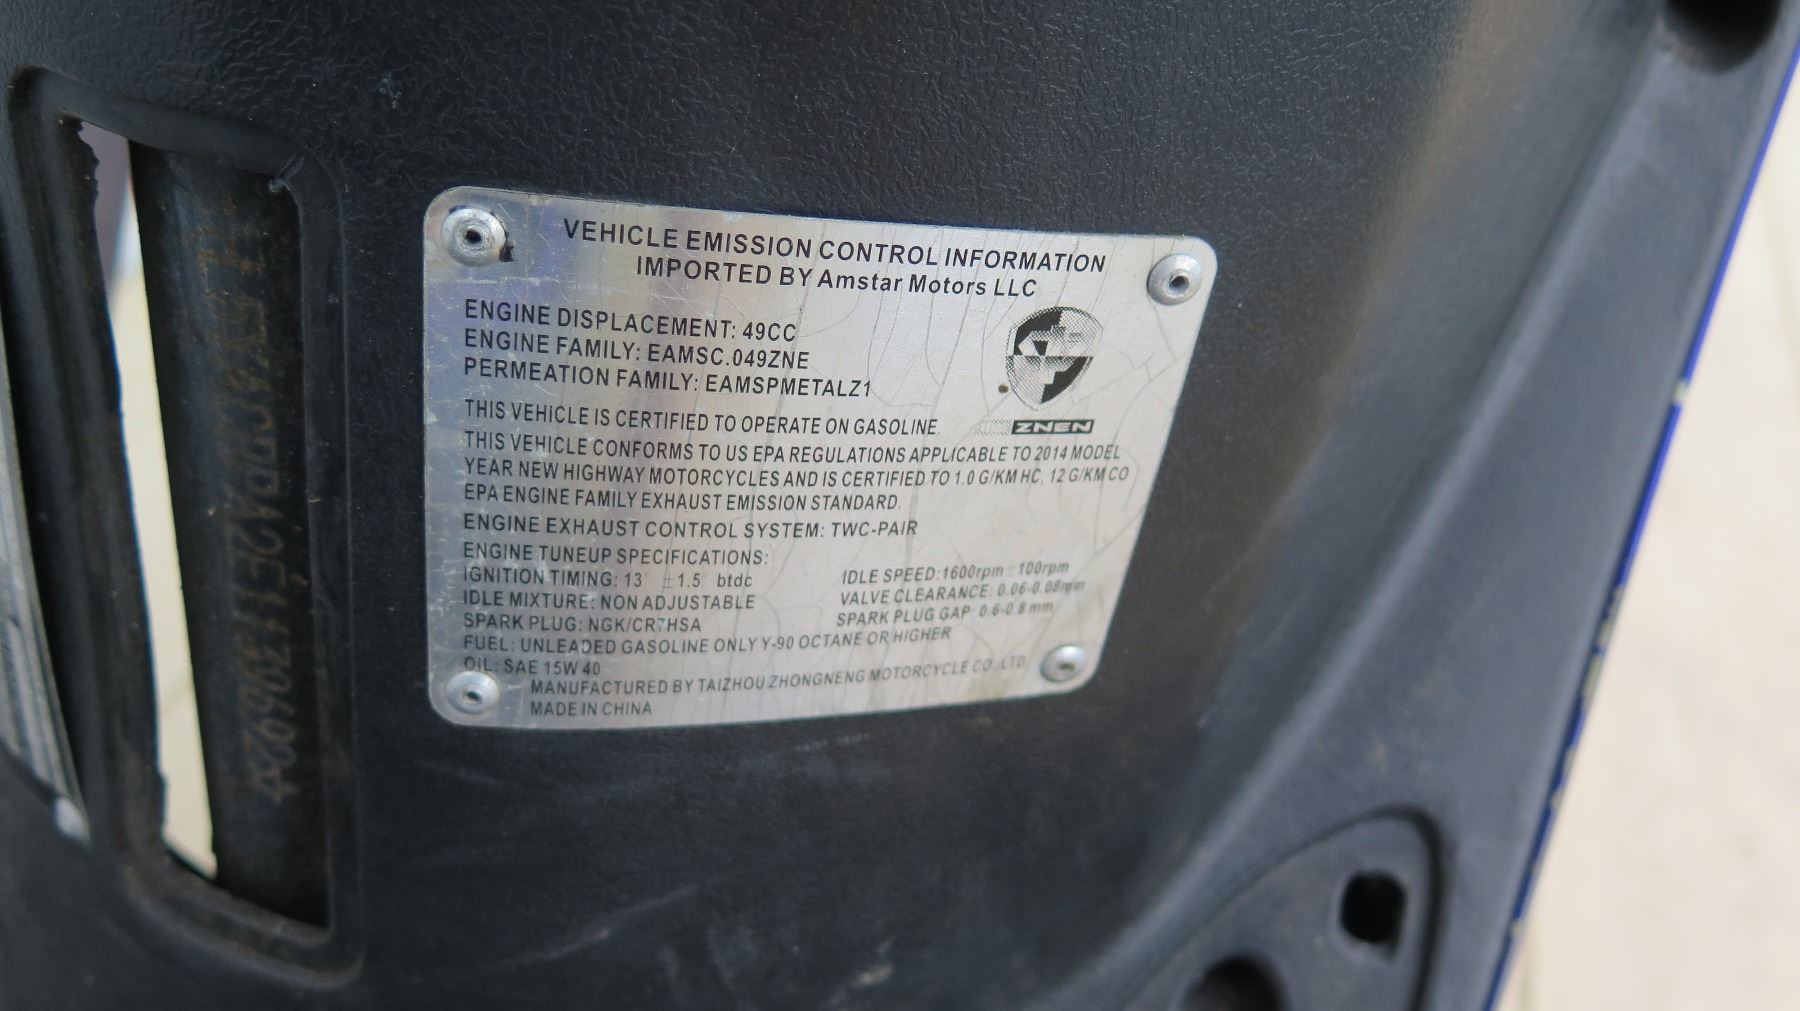 VEHICLE EMISSION CONTROL INFORMATION
IMPORTED BY Amstar Motors LLC
ENGINE DISPLACEMENT: 49CC
ENGINE FAMILY: EAMSC.049ZNE
PERMEATION FAMILY: EAMSPMETALZ1
ZNEN
THIS VEHICLE IS CERTIFIED TO OPERATE ON GASOLINE.
THIS VEHICLE CONFORMS TO US EPA REGULATIONS APPLICABLE TO 2014 MODEL
YEAR NEW HIGHWAY MOTORCYCLES AND IS CERTIFIED TO 1.0 G/KM HC, 12 G/KM CO
EPA ENGINE FAMILY EXHAUST EMISSION STANDARD.
ENGINE EXHAUST CONTROL SYSTEM: TWC-PAIR
ENGINE TUNEUP SPECIFICATIONS:
IGNITION TIMING: 13° ±1.5° btdc IDLE SPEED:1600rpm ± 100rpm
IDLE MIXTURE: NON ADJUSTABLE VALVE CLEARANCE: 0.06-0.08mm
SPARK PLUG: NGK/CR7HSA SPARK PLUG GAP: 0.6-0.8 mm
FUEL: UNLEADED GASOLINE ONLY Y-90 OCTANE OR HIGHER
OIL: SAE 15W 40
MANUFACTURED BY TAIZHOU ZHONGNENG MOTORCYCLE CO.,LTD
MADE IN CHINA